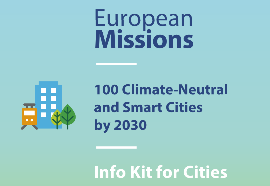 European
Missions
100 Climate-Neutral
and Smart Cities
by 2030
Info Kit for Cities